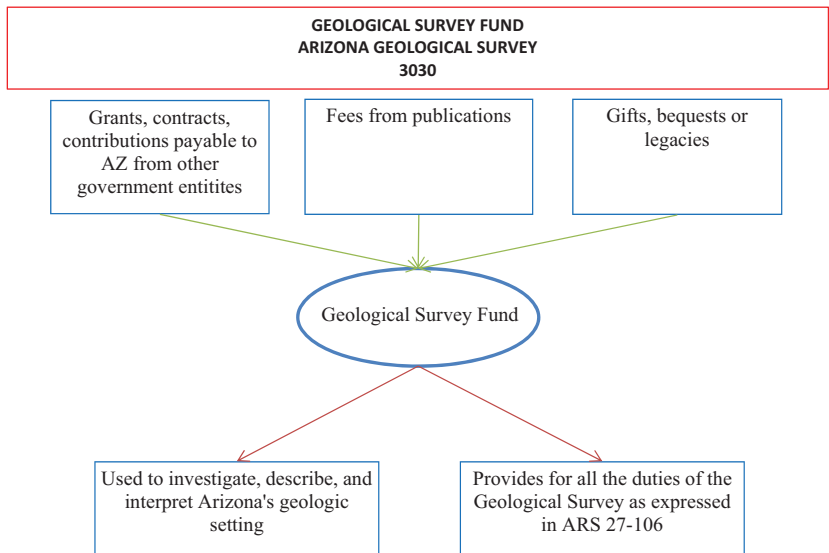 GEOLOGICAL SURVEY FUND
ARIZONA GEOLOGICAL SURVEY
3030
Grants, contracts,
contributions payable to
AZ from other
government entitites
Fees from publications
Gifts, bequests or
legacies
Geological Survey Fund
Used to investigate, describe, and
interpret Arizona's geologic
setting
Provides for all the duties of the
Geological Survey as expressed
in ARS 27-106